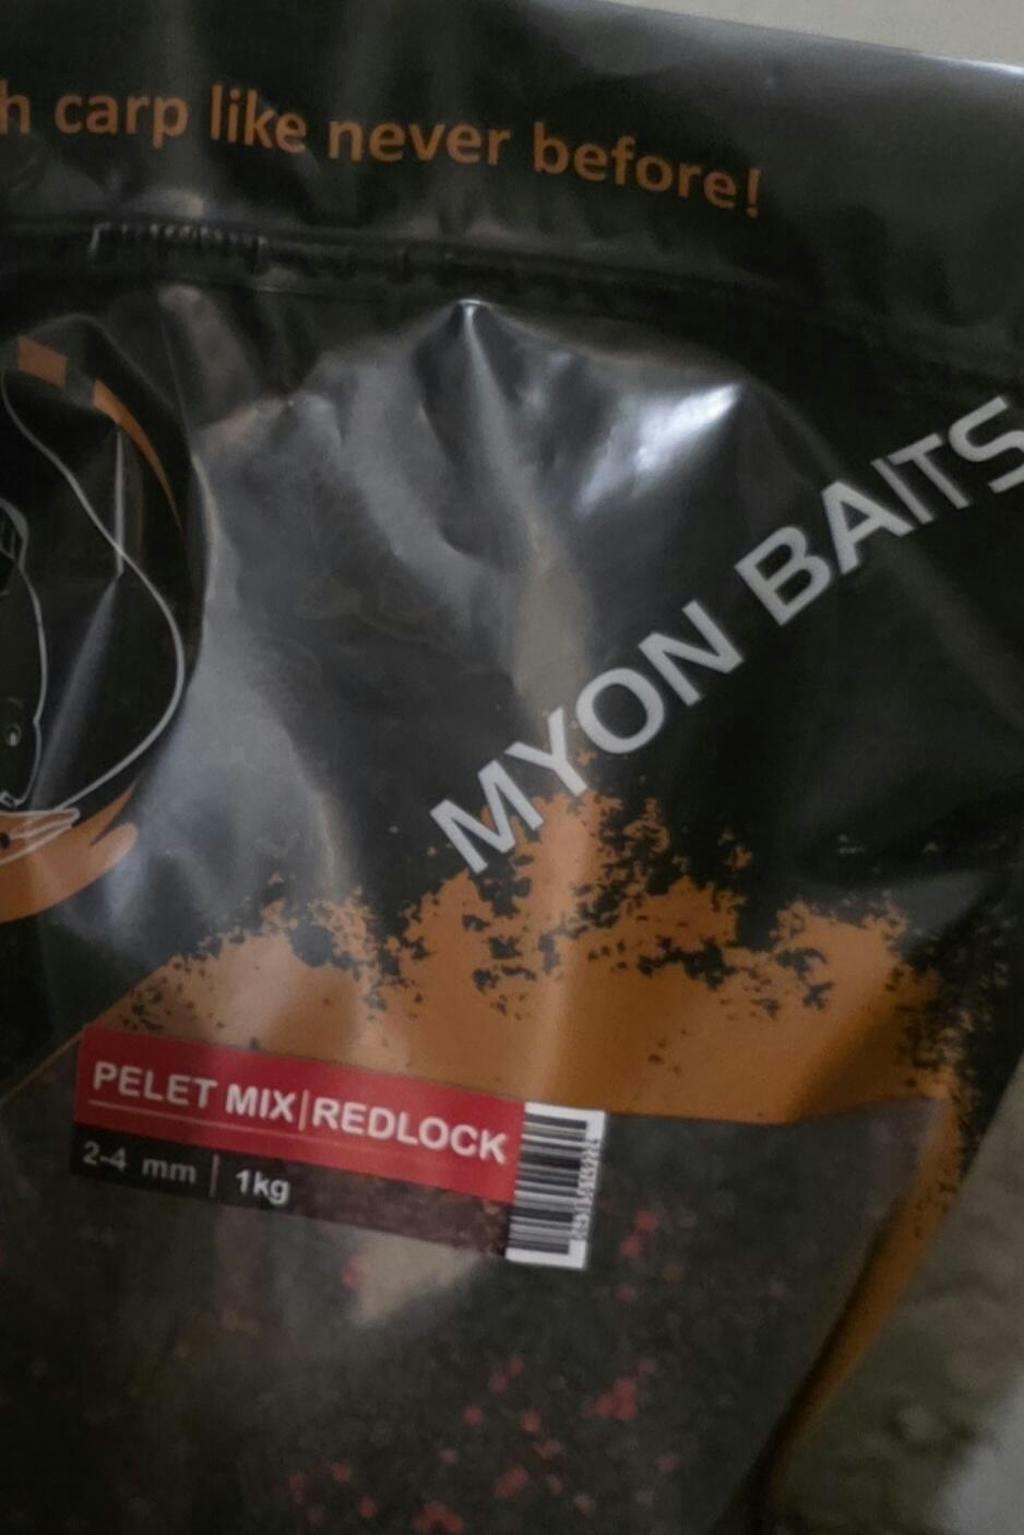 h carp like never before!
MYON BAITS
PELET MIX|REDLOCK
2-4 mm | 1kg